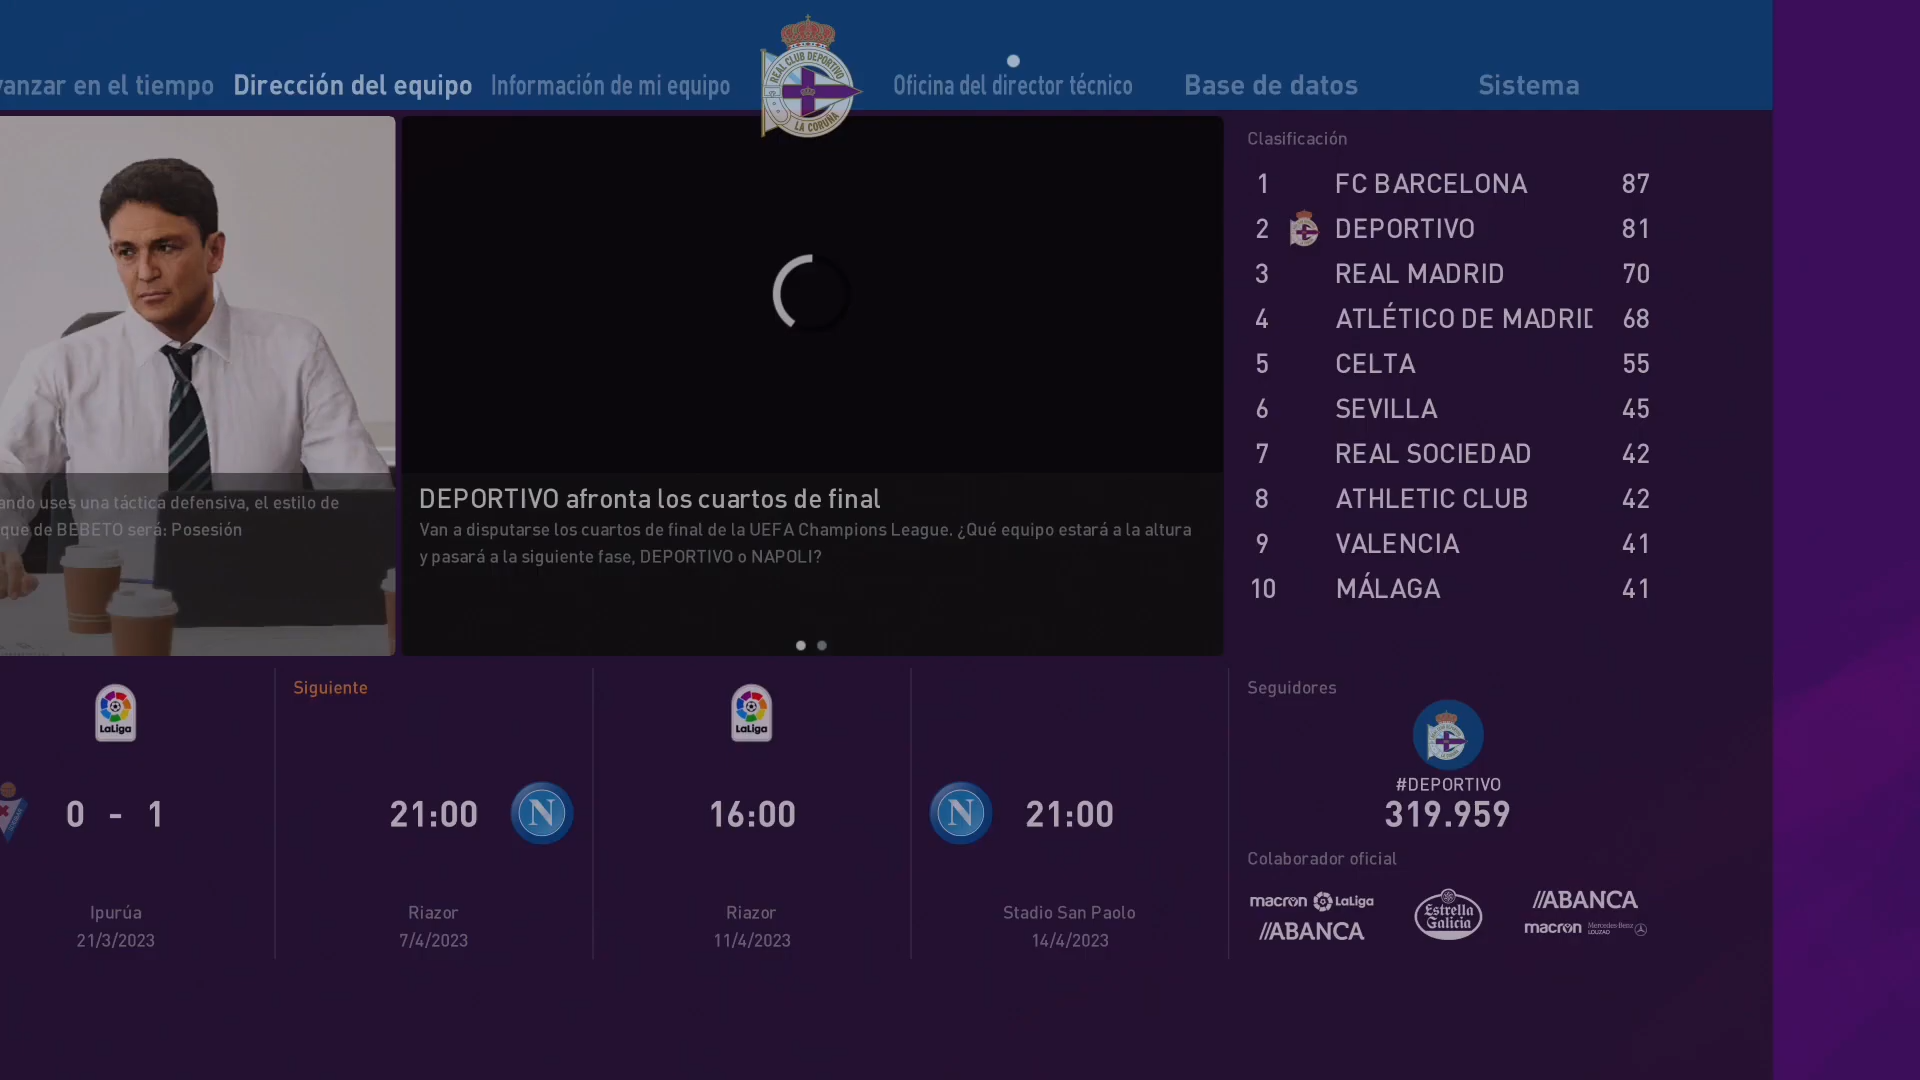 vanzar en el tiempo
Dirección del equipo
Información de mi equipo
REAL CLUB DEPORTIVO
LA CORUÑA
Oficina del director técnico
Base de datos
Sistema
ando uses una táctica defensiva, el estilo de
que de BEBETO será: Posesión
DEPORTIVO afronta los cuartos de final
Van a disputarse los cuartos de final de la UEFA Champions League. ¿Qué equipo estará a la altura
y pasará a la siguiente fase, DEPORTIVO o NAPOLI?
Clasificación
1 FC BARCELONA 87
2 DEPORTIVO 81
3 REAL MADRID 70
4 ATLÉTICO DE MADRID 68
5 CELTA 55
6 SEVILLA 45
7 REAL SOCIEDAD 42
8 ATHLETIC CLUB 42
9 VALENCIA 41
10 MÁLAGA 41
LaLiga
0 - 1
Ipurúa
21/3/2023
Siguiente
21:00
N
Riazor
7/4/2023
LaLiga
16:00
Riazor
11/4/2023
N
21:00
Stadio San Paolo
14/4/2023
Seguidores
#DEPORTIVO
319.959
Colaborador oficial
macron LaLiga
//ABANCA
Estrella
Galicia
//ABANCA
macron Mercedes-Benz
LOUZAO